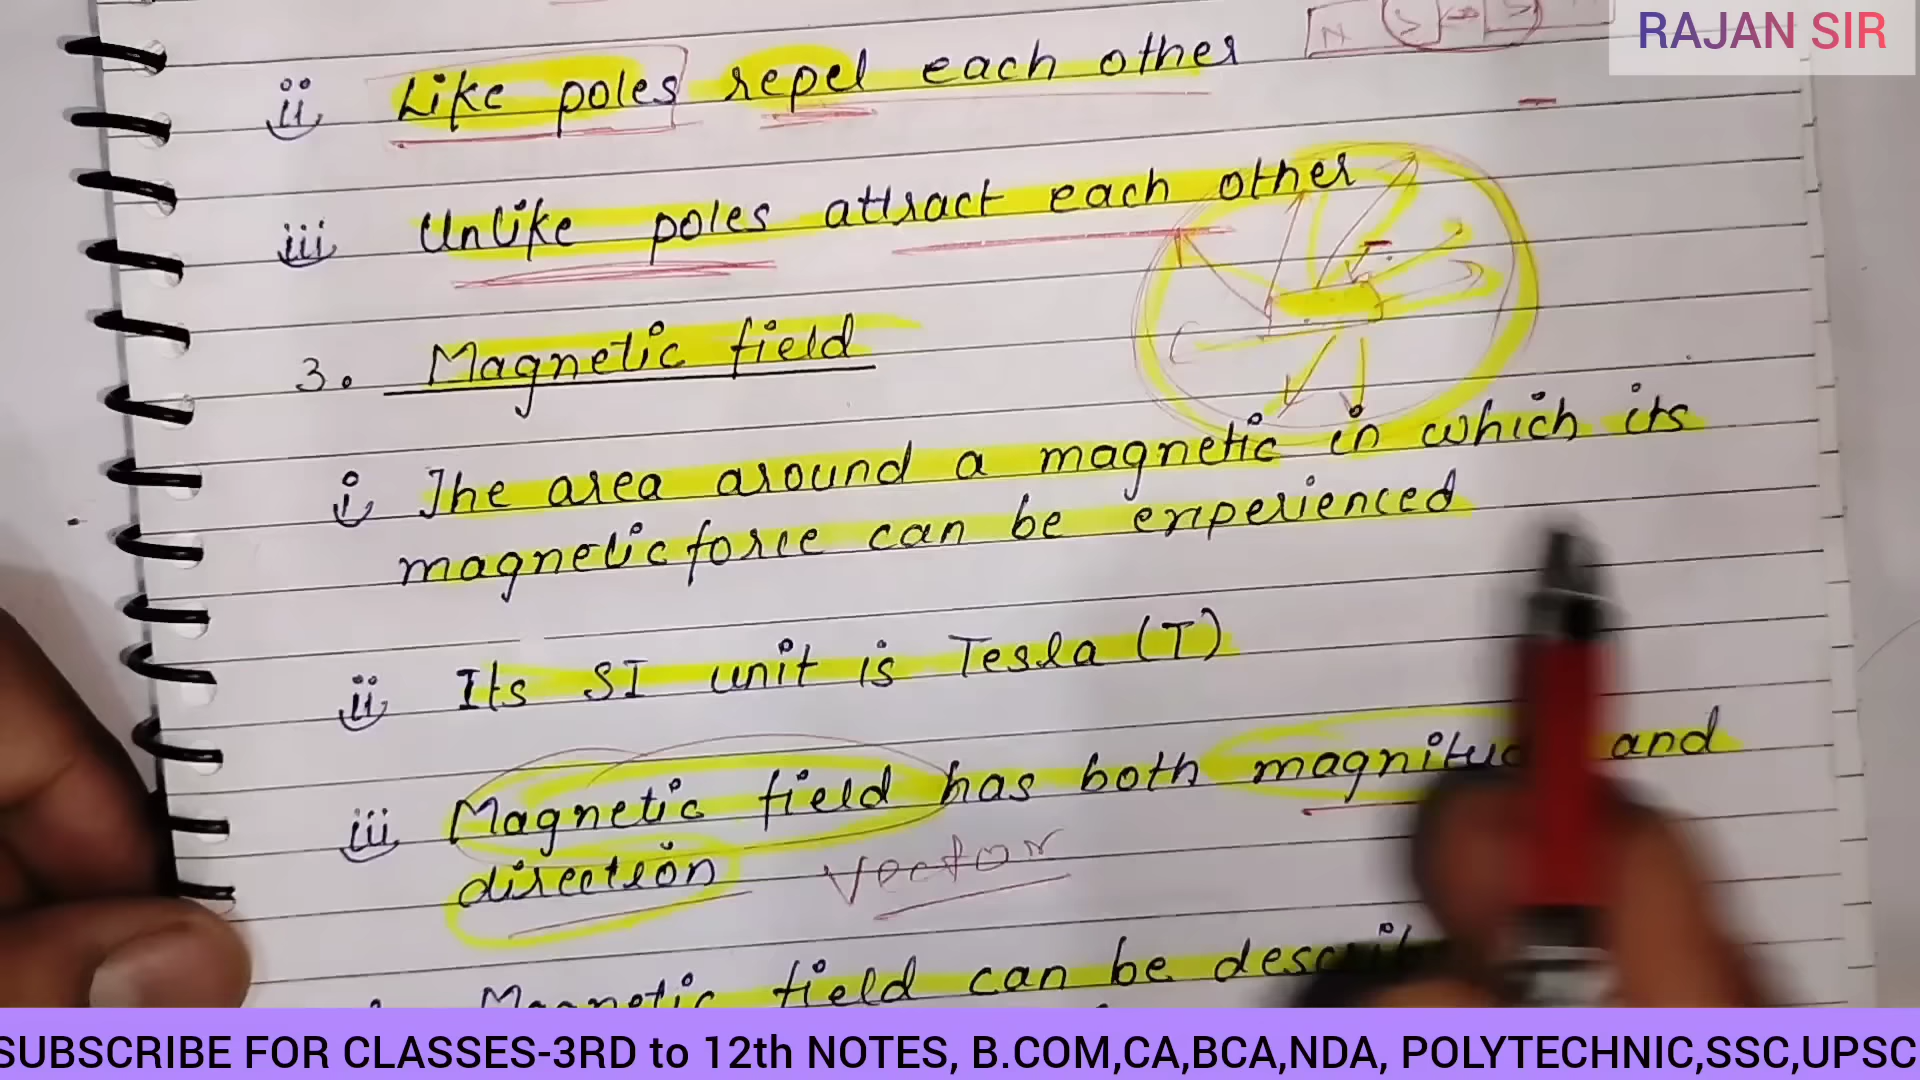 RAJAN SIR
N
ii Like poles repel each other
iii Unlike poles attract each other
3. Magnetic field
i The area around a magnetic in which its
magnetic force can be experienced
ii Its SI unit is Tesla (T)
iii Magnetic field has both magnitud and
direction vector
Magnetic field can be describ
SUBSCRIBE FOR CLASSES-3RD to 12th NOTES, B.COM,CA,BCA,NDA, POLYTECHNIC,SSC,UPSC